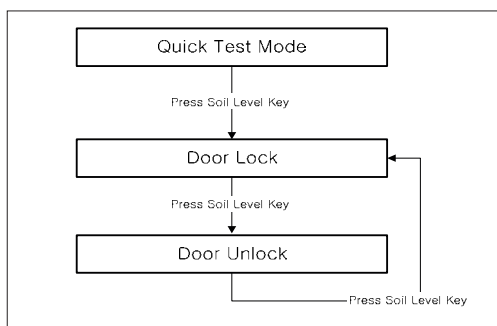 Quick Test Mode
Press Soil Level Key
Door Lock
Press Soil Level Key
Door Unlock
Press Soil Level Key